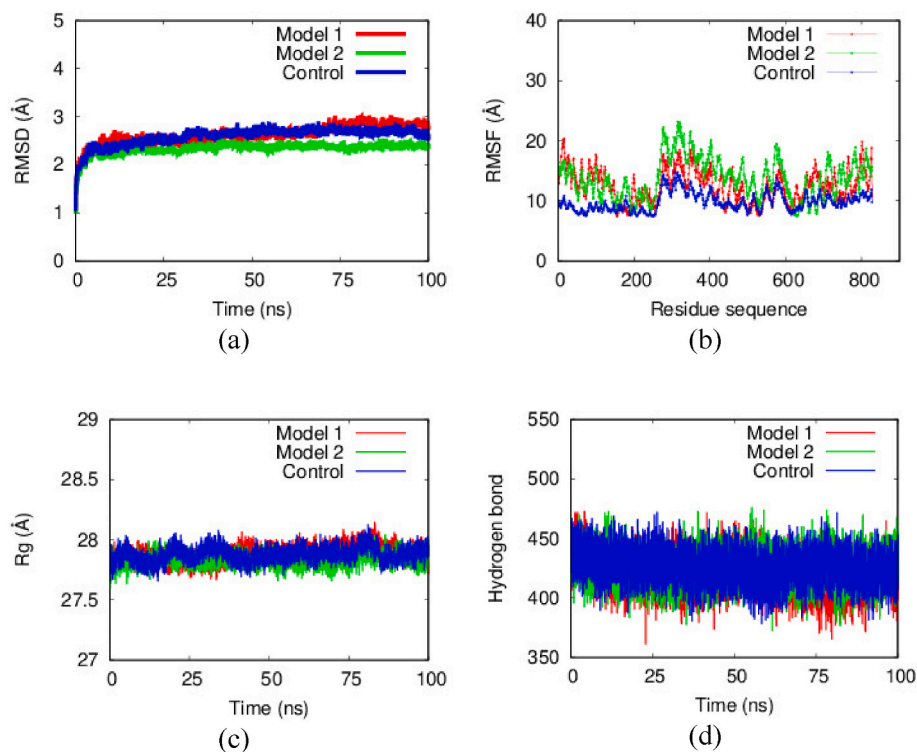 5
4
3
2
1
0
RMSD (Å)
Model 1
Model 2
Control
0 25 50 75 100
Time (ns)
(a)
40
30
20
10
0
RMSF (Å)
Model 1
Model 2
Control
0 200 400 600 800
Residue sequence
(b)
29
28.5
28
27.5
27
Rg (Å)
Model 1
Model 2
Control
0 25 50 75 100
Time (ns)
(c)
550
500
450
400
350
Hydrogen bond
Model 1
Model 2
Control
0 25 50 75 100
Time (ns)
(d)